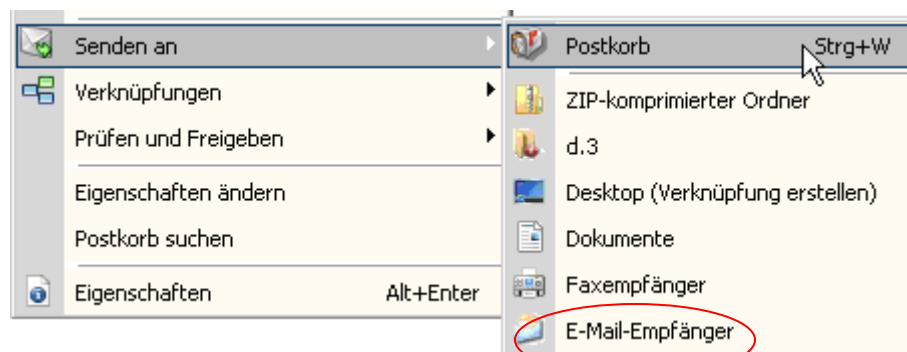 Senden an
Verknüpfungen
Prüfen und Freigeben
Eigenschaften ändern
Postkorb suchen
Eigenschaften Alt+Enter
Postkorb Strg+W
ZIP-komprimierter Ordner
d.3
Desktop (Verknüpfung erstellen)
Dokumente
Faxempfänger
E-Mail-Empfänger